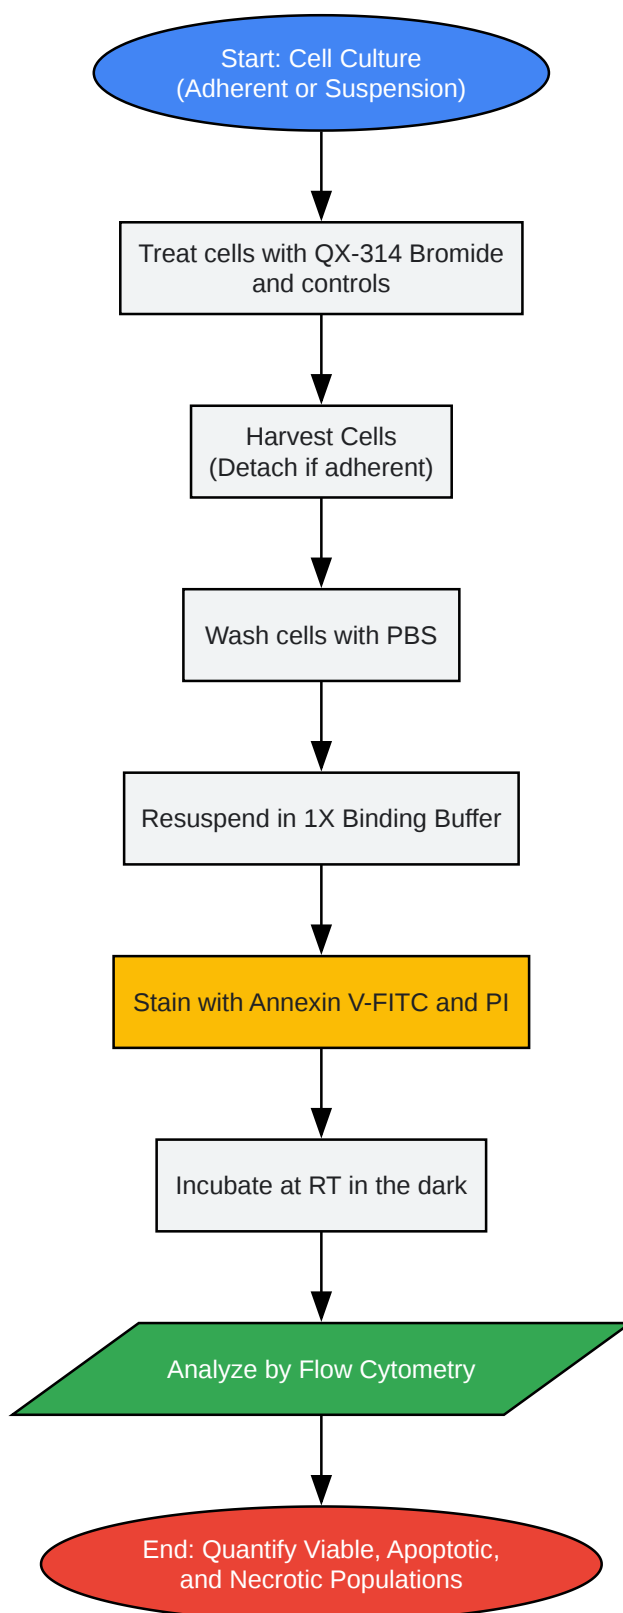 Start: Cell Culture
(Adherent or Suspension)
Treat cells with QX-314 Bromide
and controls
Harvest Cells
(Detach if adherent)
Wash cells with PBS
Resuspend in 1X Binding Buffer
Stain with Annexin V-FITC and PI
Incubate at RT in the dark
Analyze by Flow Cytometry
End: Quantify Viable, Apoptotic,
and Necrotic Populations